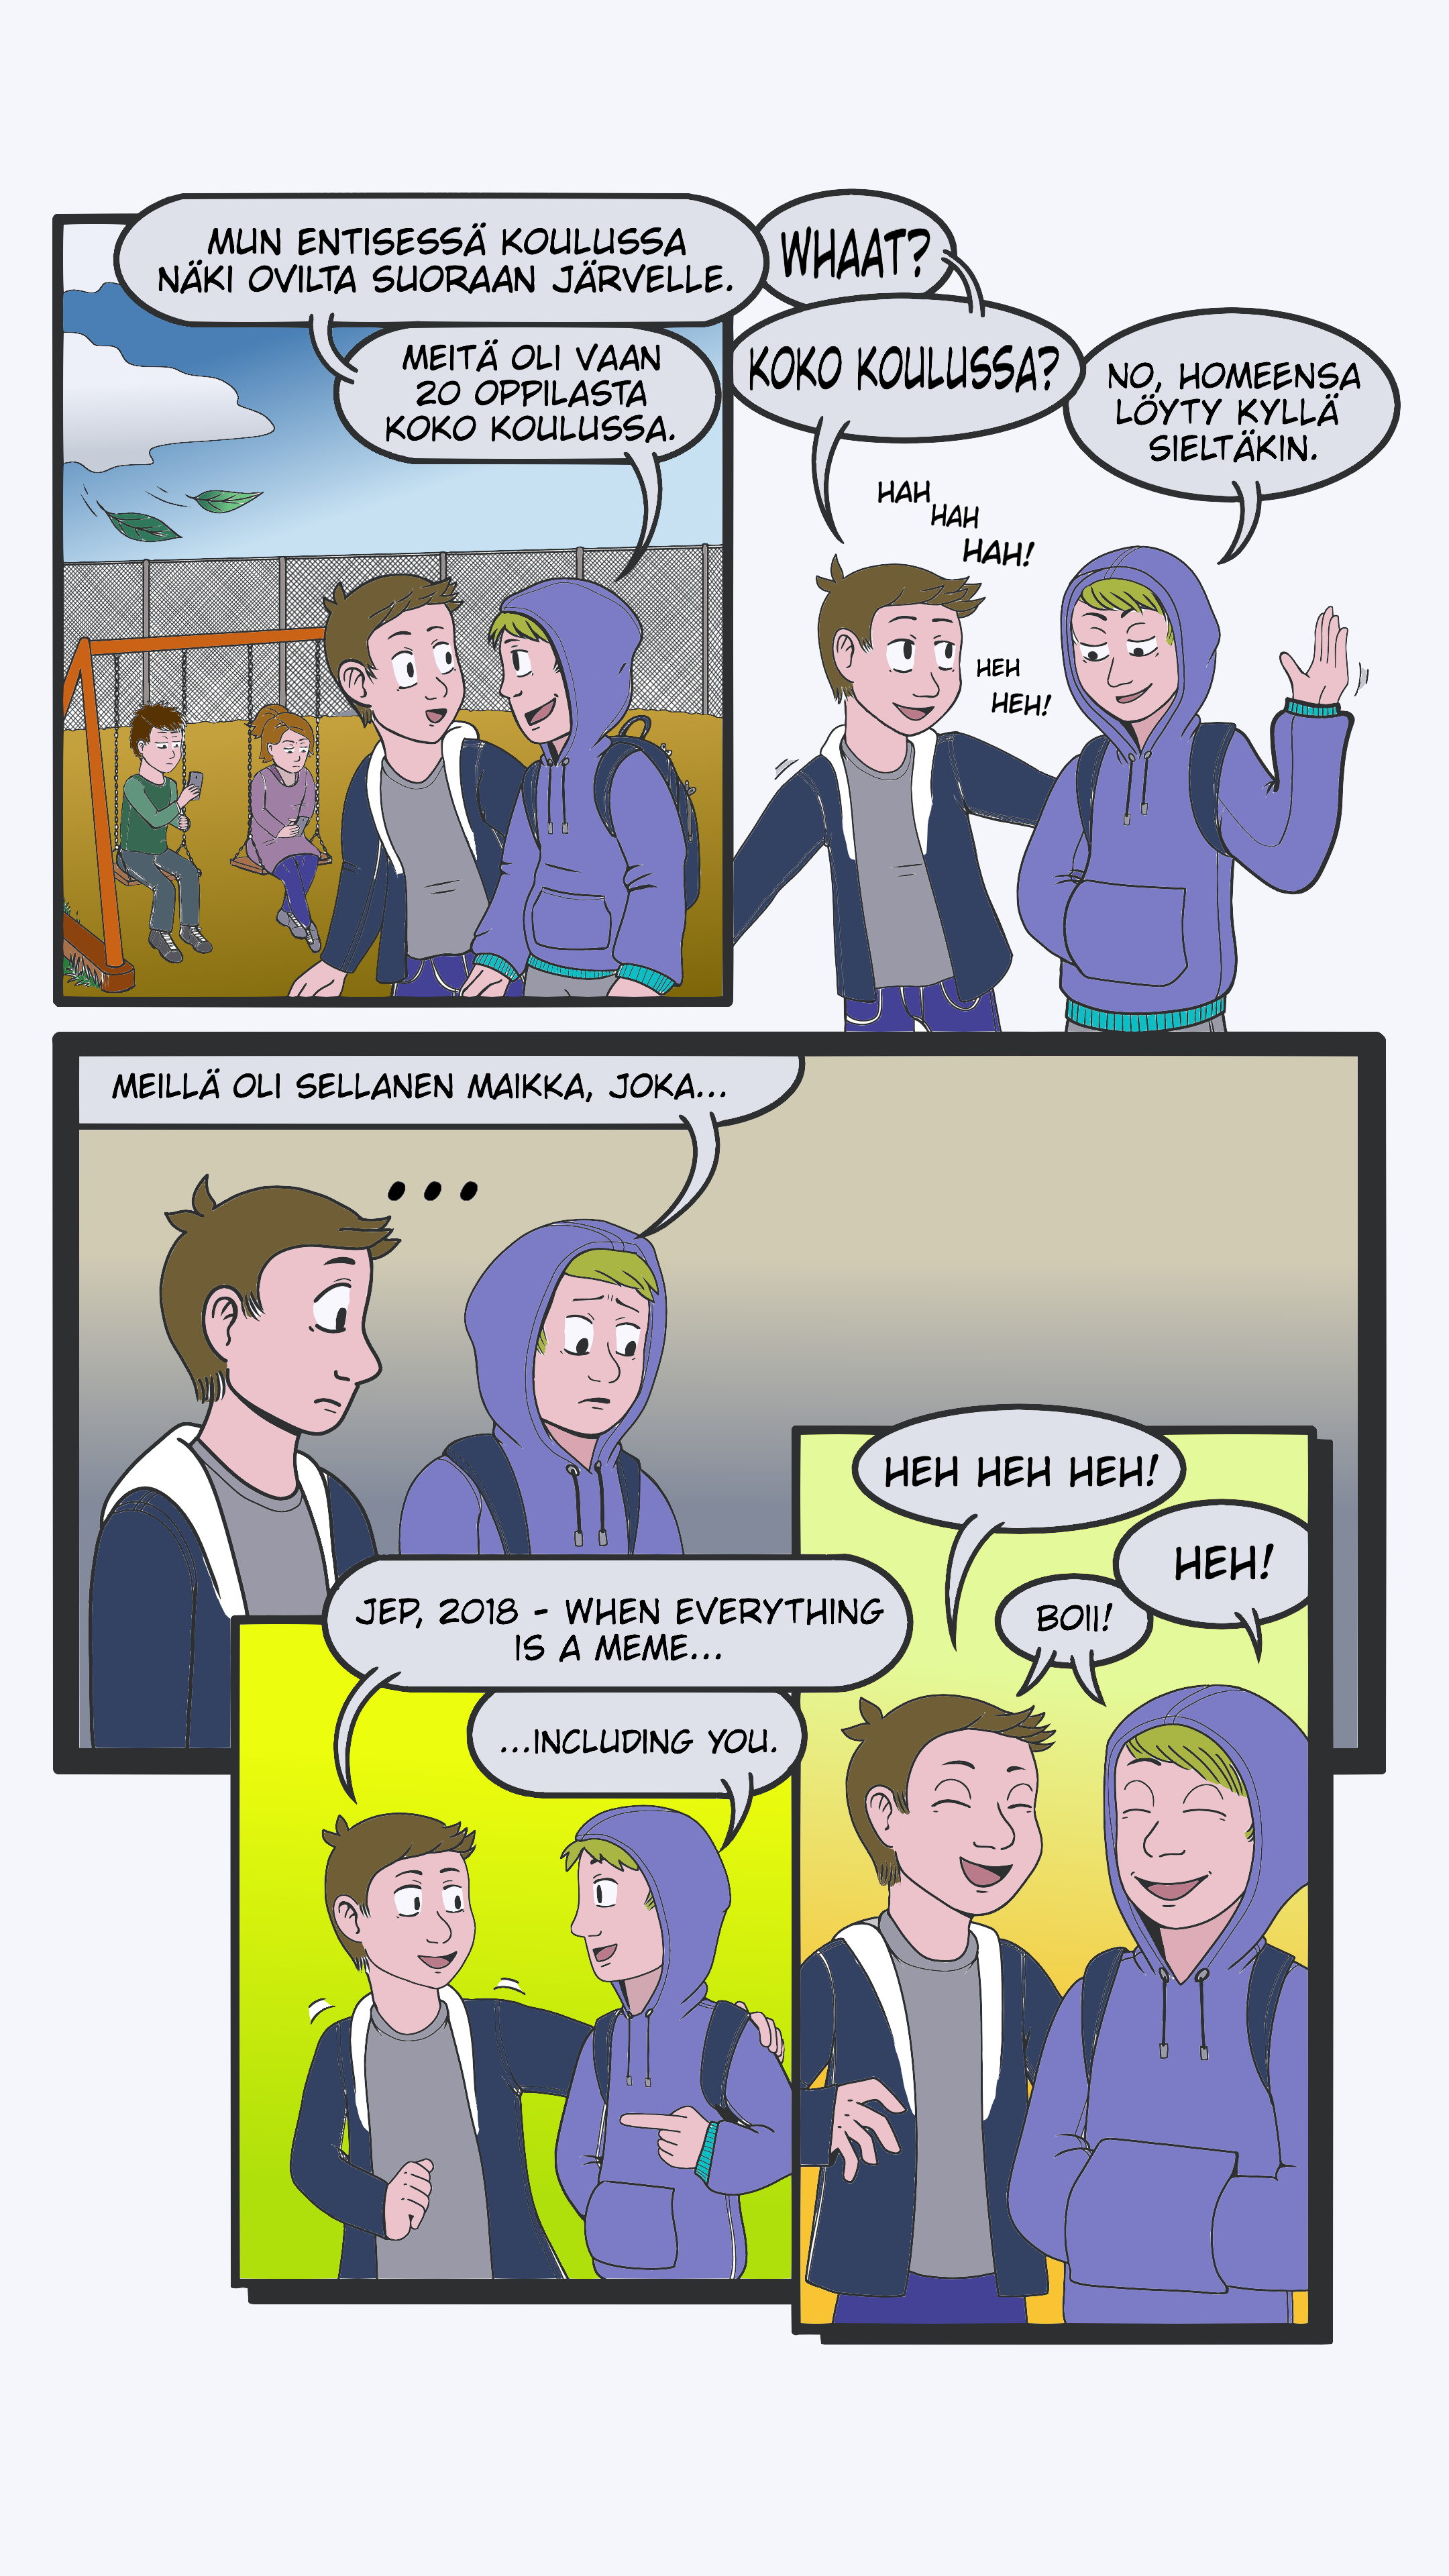 MUN ENTISESSÄ KOULUSSA
NÄKI OVILTA SUORAAN JÄRVELLE.
MEITÄ OLI VAAN
20 OPPILASTA
KOKO KOULUSSA.
WHAAT?
KOKO KOULUSSA?
HAH
HAH
HAH!
NO, HOMEENSA
LÖYTY KYLLÄ
SIELTÄKIN.
HEH
HEH!
MEILLÄ OLI SELLANEN MAIKKA, JOKA...
...
JEP, 2018 - WHEN EVERYTHING
IS A MEME...
...INCLUDING YOU.
HEH HEH HEH!
BOII!
HEH!